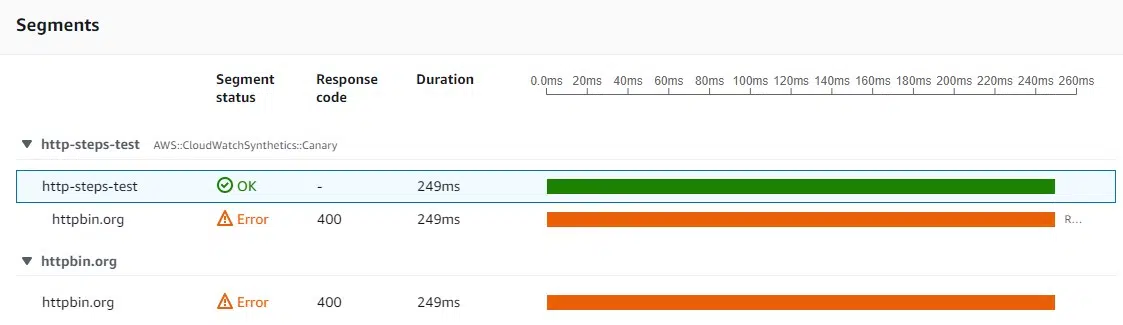 Segments
Segment status Response code Duration 0.0ms 20ms 40ms 60ms 80ms 100ms 120ms 140ms 160ms 180ms 200ms 220ms 240ms 260ms
http-steps-test AWS::CloudWatchSynthetics::Canary
http-steps-test OK - 249ms
httpbin.org Error 400 249ms R...
httpbin.org
httpbin.org Error 400 249ms